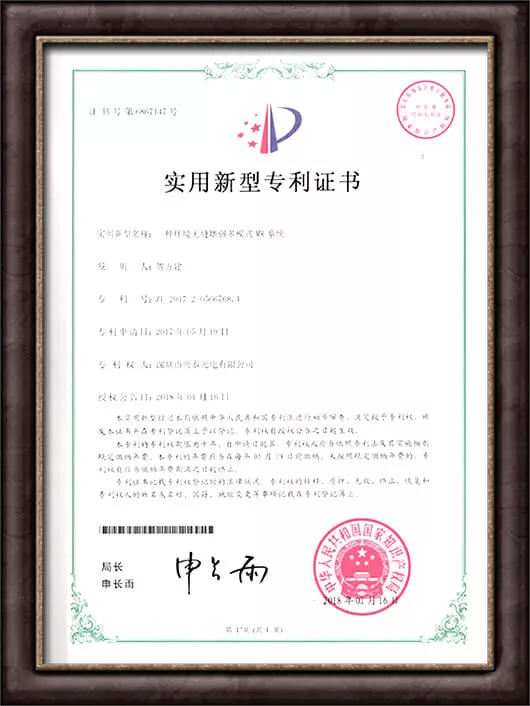 证书号第6867147号
实用新型专利证书
实用新型名称：一种环境无缝增强多模式MR系统
发明人：贺方建
专利号：ZL 2017 2 0566768.4
专利申请日：2017年05月19日
专利权人：深圳市 光电有限公司
授权公告日：2018年01月16日
本实用新型经过本局依照中华人民共和国专利法进行初步审查，决定授予专利权，颁
发本证书并在专利登记簿上予以登记。专利权自授权公告之日起生效。
本专利的专利权期限为十年，自申请日起算。专利权人应当依照专利法及其实施细则
规定缴纳年费。本专利的年费应当在每年05月19日前缴纳。未按照规定缴纳年费的，专
利权自应当缴纳年费期满之日起终止。
专利证书记载专利权登记时的法律状况。专利权的转移、质押、无效、终止、恢复和
专利权人的姓名或名称、国籍、地址变更等事项记载在专利登记簿上。
局长
申长雨
申长雨
中华人民共和国国家知识产权局
2018年01月16日
第1页（共1页）